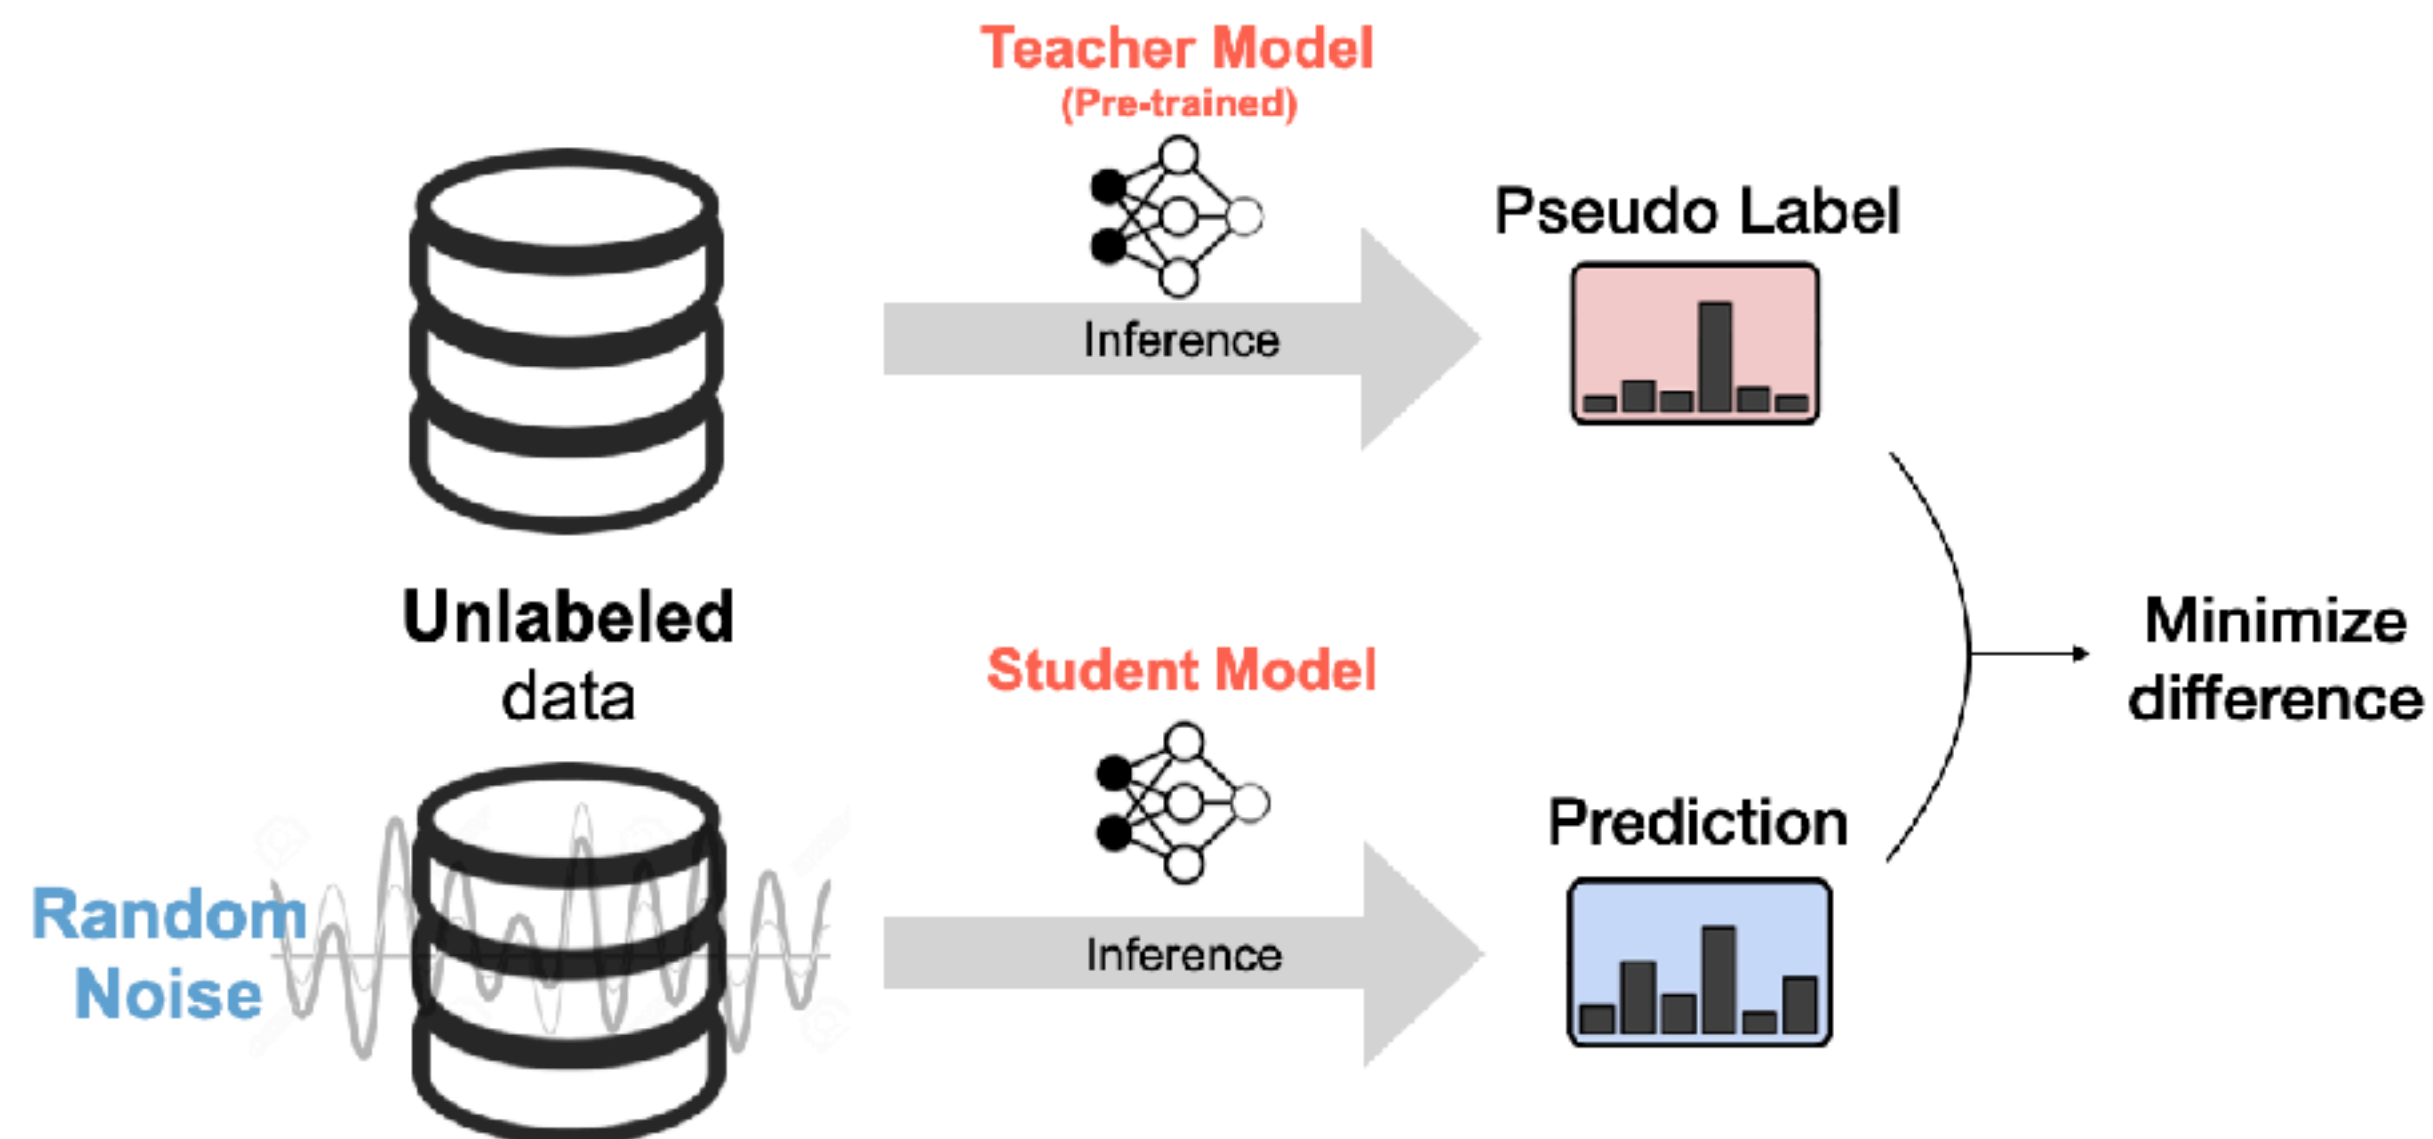 Teacher Model
(Pre-trained)
Inference
Pseudo Label
Unlabeled
data
Random
Noise
Student Model
Inference
Prediction
Minimize
difference